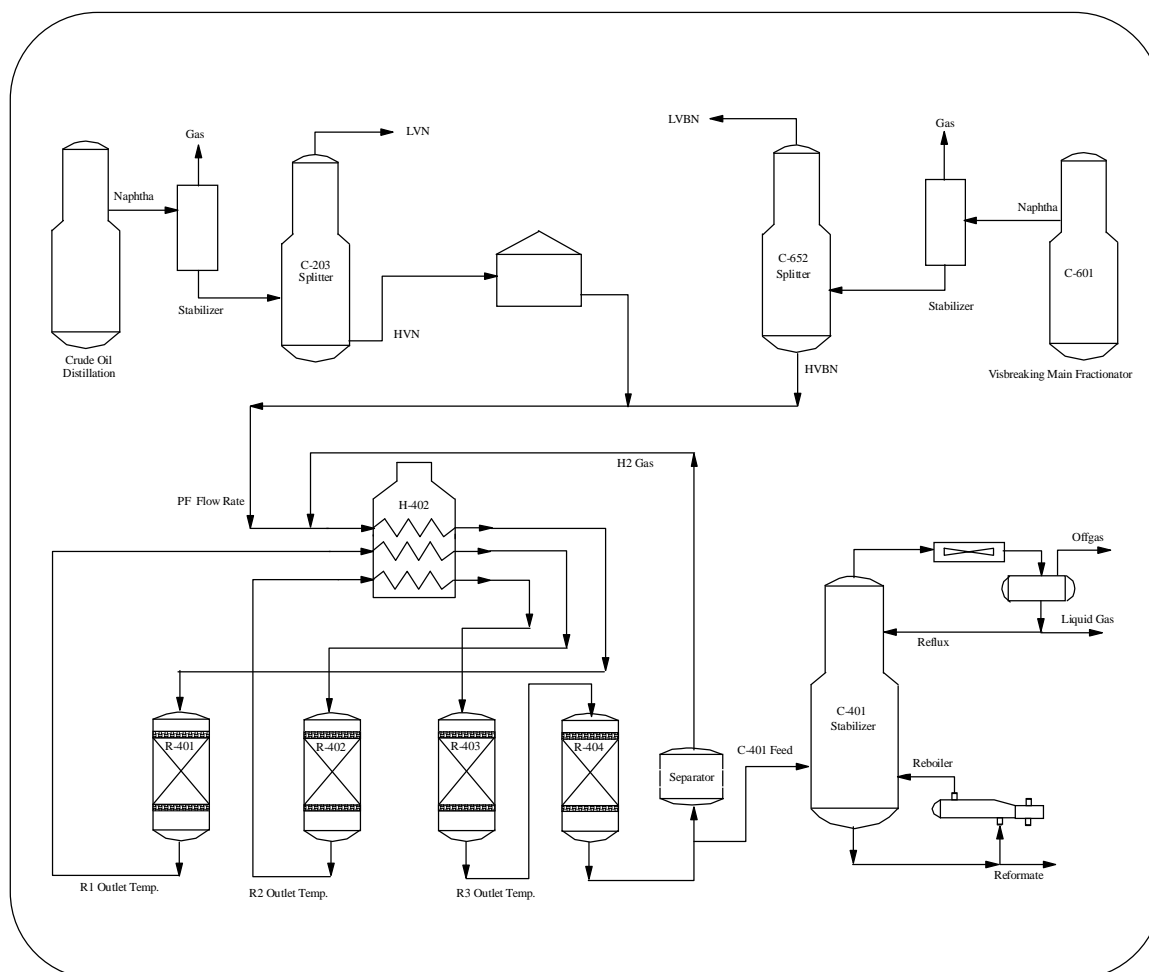 Gas
LVN
LVBN
Gas
Naphtha
Naphtha
C-203
Splitter
C-652
Splitter
C-601
Stabilizer
Stabilizer
HVN
Crude Oil
Distillation
HVBN
Visbreaking Main Fractionator
H2 Gas
PF Flow Rate
H-402
Offgas
Liquid Gas
Reflux
C-401
Stabilizer
R-401
R-402
R-403
R-404
C-401 Feed
Separator
Reboiler
R1 Outlet Temp.
R2 Outlet Temp.
R3 Outlet Temp.
Reformate